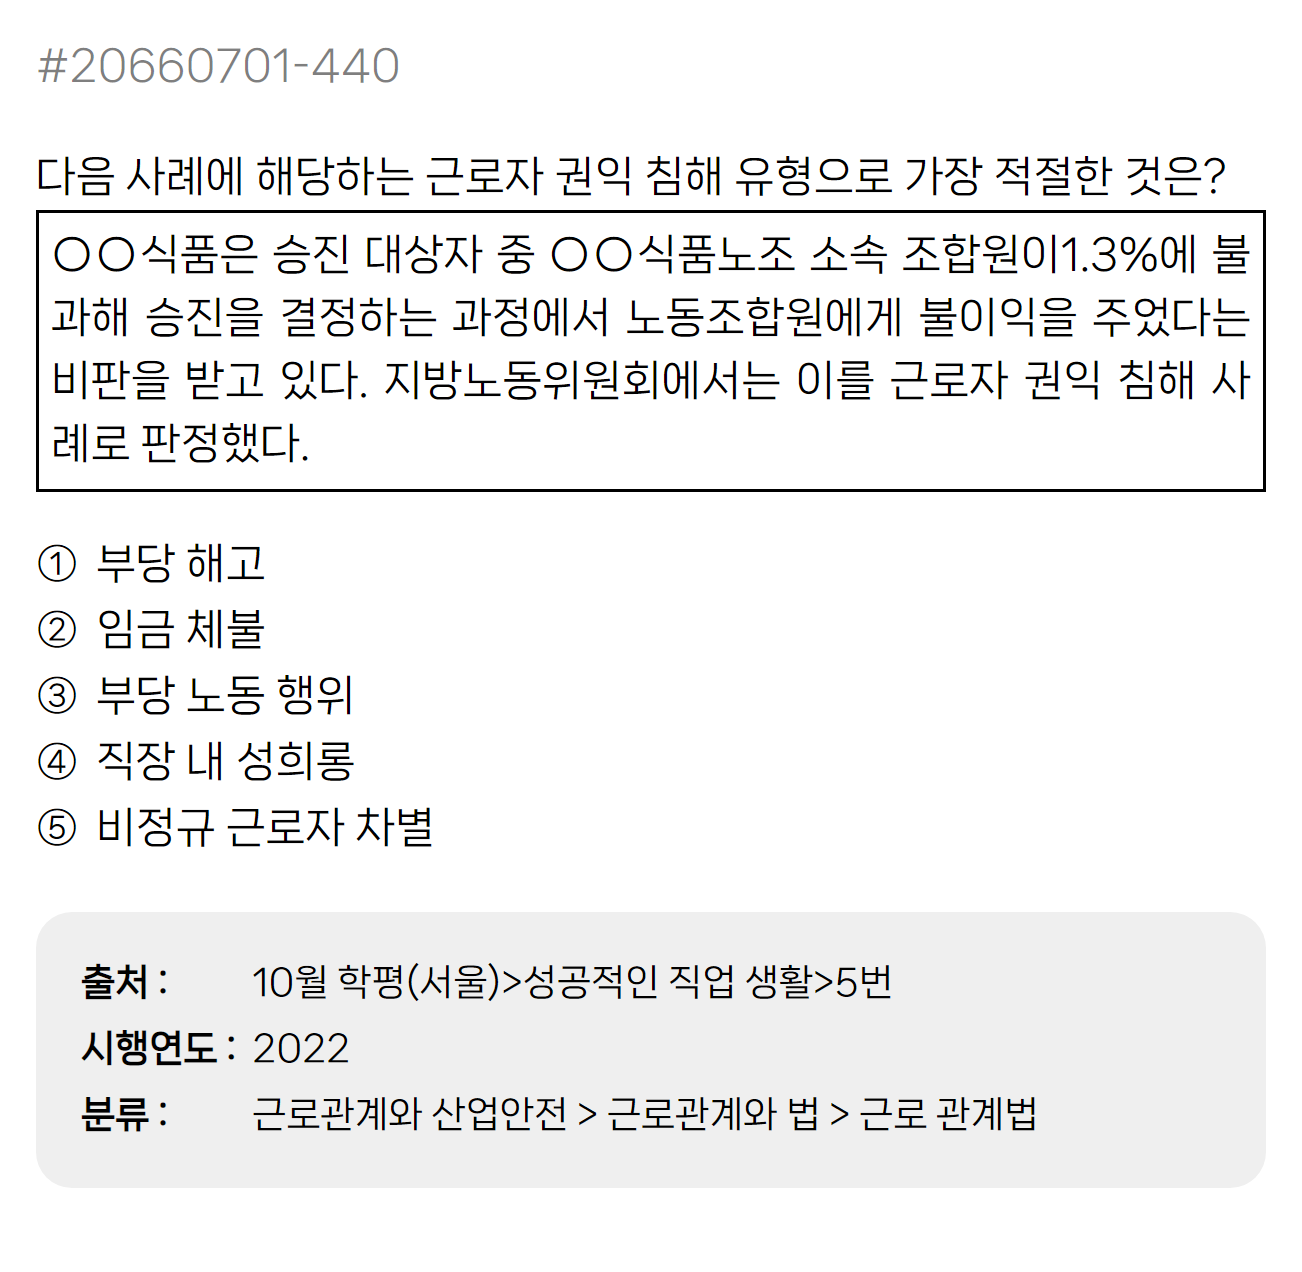 #20660701-440
다음 사례에 해당하는 근로자 권익 침해 유형으로 가장 적절한 것은?
○○식품은 승진 대상자 중 ○○식품노조 소속 조합원이1.3%에 불
과해 승진을 결정하는 과정에서 노동조합원에게 불이익을 주었다는
비판을 받고 있다. 지방노동위원회에서는 이를 근로자 권익 침해 사
례로 판정했다.
① 부당 해고
② 임금 체불
③ 부당 노동 행위
④ 직장 내 성희롱
⑤ 비정규 근로자 차별
출처 : 10월 학평(서울)>성공적인 직업 생활>5번
시행연도 : 2022
분류 : 근로관계와 산업안전 > 근로관계와 법 > 근로 관계법